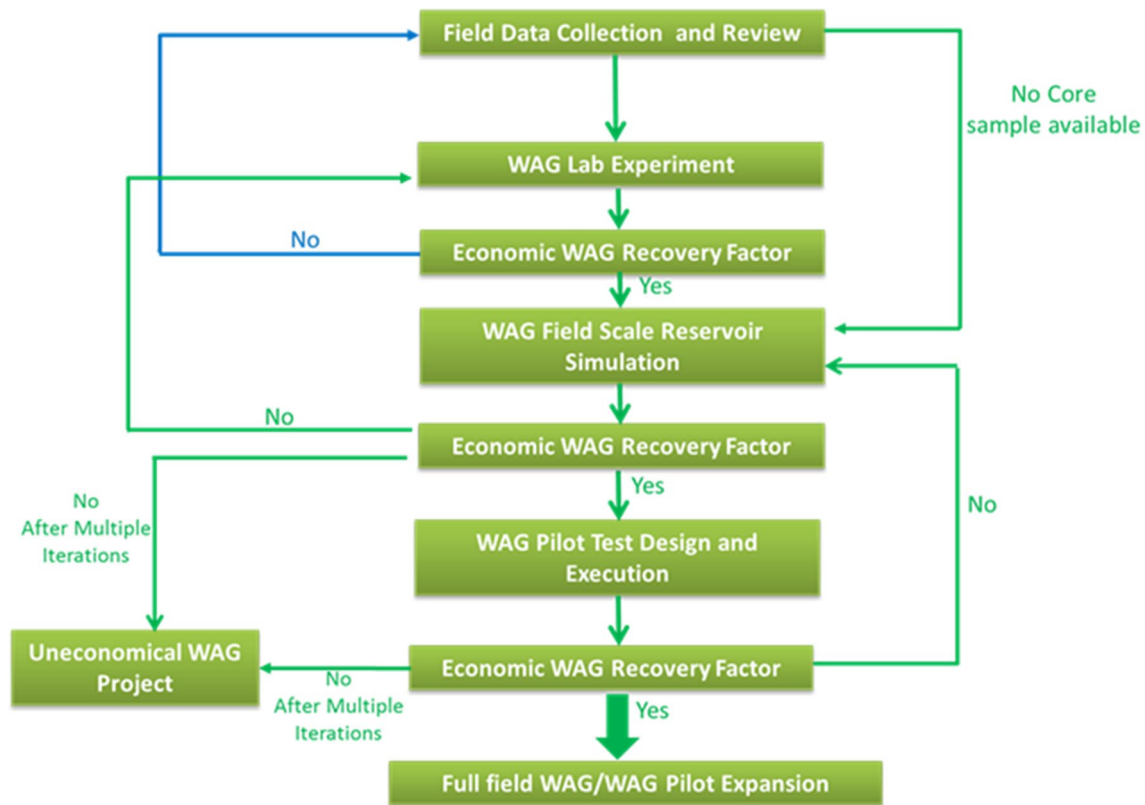 Field Data Collection and Review
No Core
sample available
WAG Lab Experiment
No
Economic WAG Recovery Factor
Yes
WAG Field Scale Reservoir
Simulation
No
Economic WAG Recovery Factor
Yes
No
After Multiple
Iterations
No
WAG Pilot Test Design and
Execution
Uneconomical WAG
Project
Economic WAG Recovery Factor
No
After Multiple
Iterations
Yes
Full field WAG/WAG Pilot Expansion